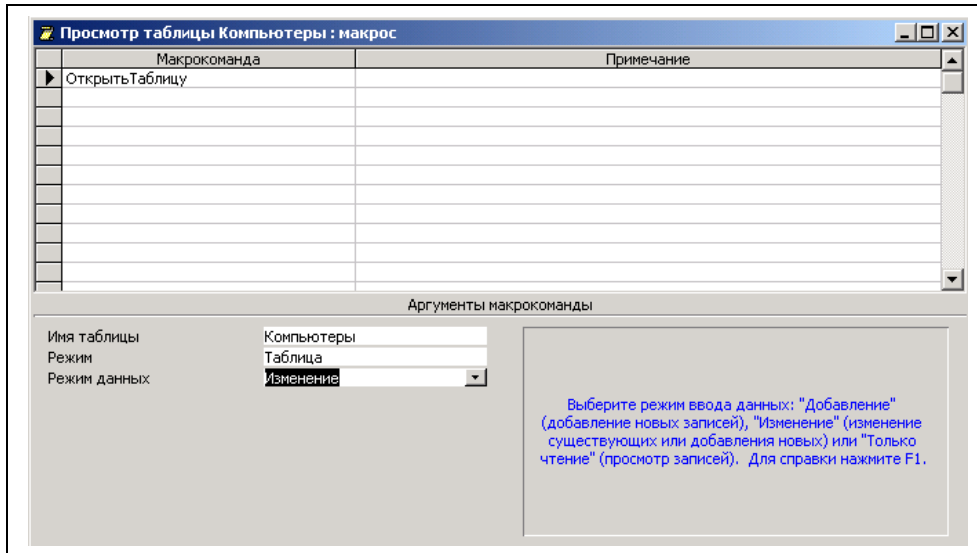 Просмотр таблицы Компьютеры : макрос
Макрокоманда Примечание
ОткрытьТаблицу
Аргументы макрокоманды
Имя таблицы Компьютеры
Режим Таблица
Режим данных Изменение
Выберите режим ввода данных: "Добавление"
(добавление новых записей), "Изменение" (изменение
существующих или добавления новых) или "Только
чтение" (просмотр записей). Для справки нажмите F1.